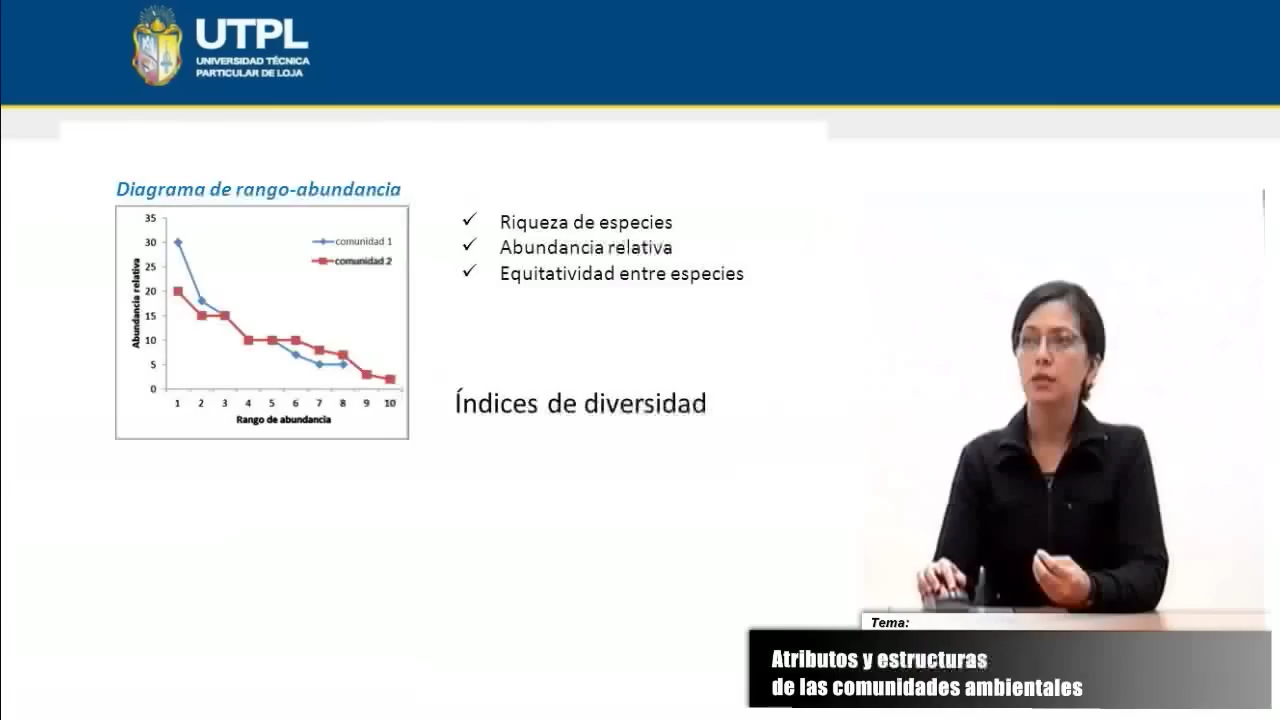 UTPL
UNIVERSIDAD TÉCNICA
PARTICULAR DE LOJA
Diagrama de rango-abundancia
35
30
25
20
15
10
5
0
Abundancia relativa
comunidad 1
comunidad 2
1 2 3 4 5 6 7 8 9 10
Rango de abundancia
✓ Riqueza de especies
✓ Abundancia relativa
✓ Equitatividad entre especies
Índices de diversidad
Tema:
Atributos y estructuras
de las comunidades ambientales